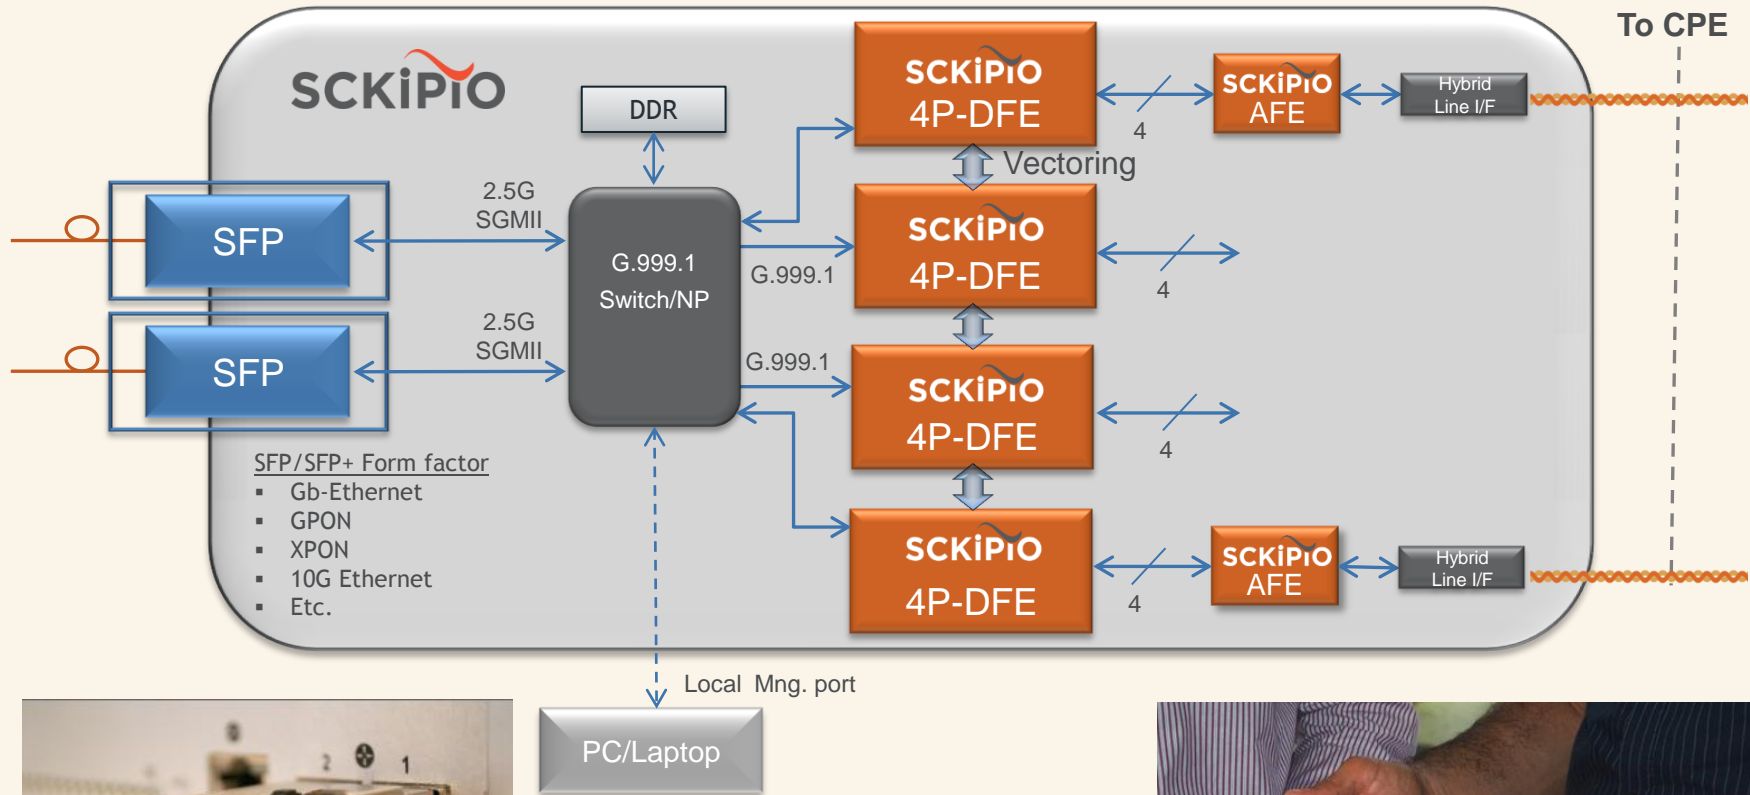 To CPE
SCKiPiO
DDR
SCKiPiO
4P-DFE
4
SCKiPiO
AFE
Hybrid
Line I/F
Vectoring
2.5G
SGMII
SFP
G.999.1
Switch/NP
G.999.1
SCKiPiO
4P-DFE
4
2.5G
SGMII
SFP
G.999.1
SCKiPiO
4P-DFE
4
SFP/SFP+ Form factor
▪ Gb-Ethernet
▪ GPON
▪ XPON
▪ 10G Ethernet
▪ Etc.
SCKiPiO
4P-DFE
4
SCKiPiO
AFE
Hybrid
Line I/F
Local Mng. port
PC/Laptop
2 1